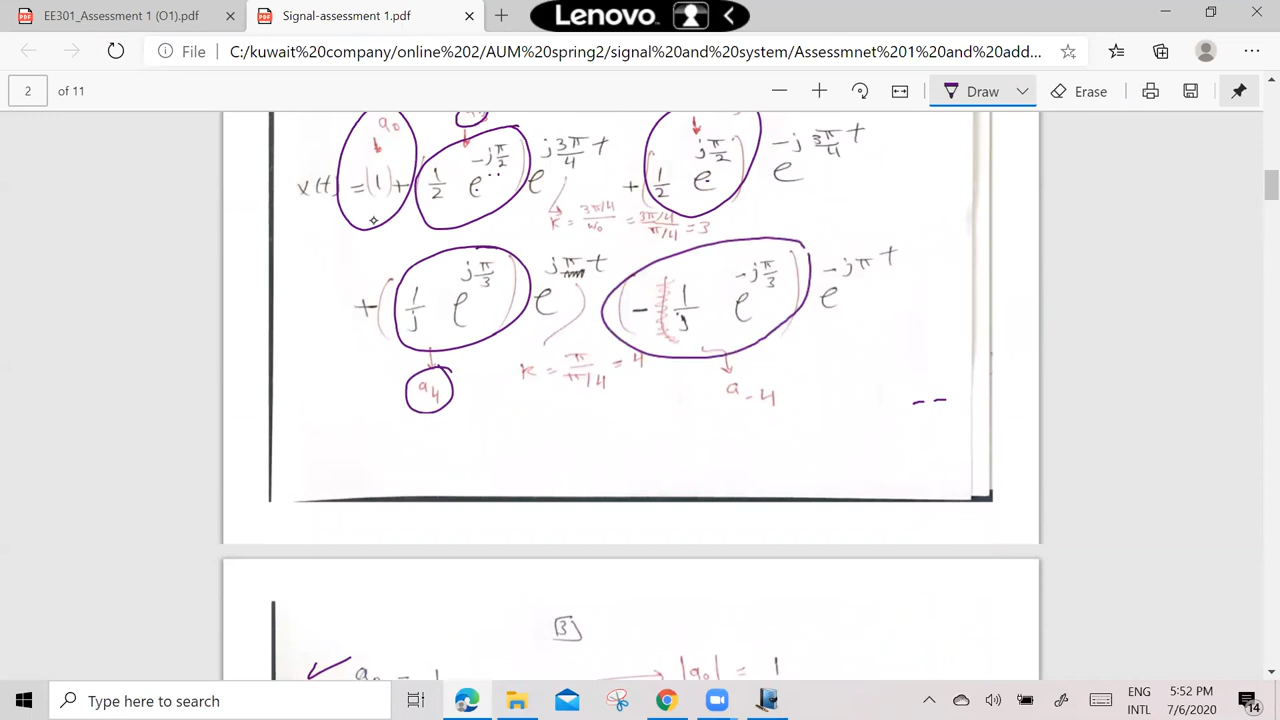 EE301_Assessment 1 (O1).pdf
Signal-assessment 1.pdf
Lenovo
File
C:/kuwait%20company/online%202/AUM%20spring2/signal%20and%20system/Assessmnet%201%20and%20add...
2 of 11
Draw
Erase
a0
x(t) = (1) + (1/2 e^{-jπ/2}) e^{j3π/4 t} + (1/2 e^{jπ/2}) e^{-j3π/4 t}
k = (3π/4)/w0 = (3π/4)/(π/4) = 3
+ (1/j e^{jπ/3}) e^{jπt} (- 1/j e^{-jπ/3}) e^{-jπt}
k = π/(π/4) = 4
a4
a-4
3
|a0| = 1
Type here to search
ENG
INTL
5:52 PM
7/6/2020
14